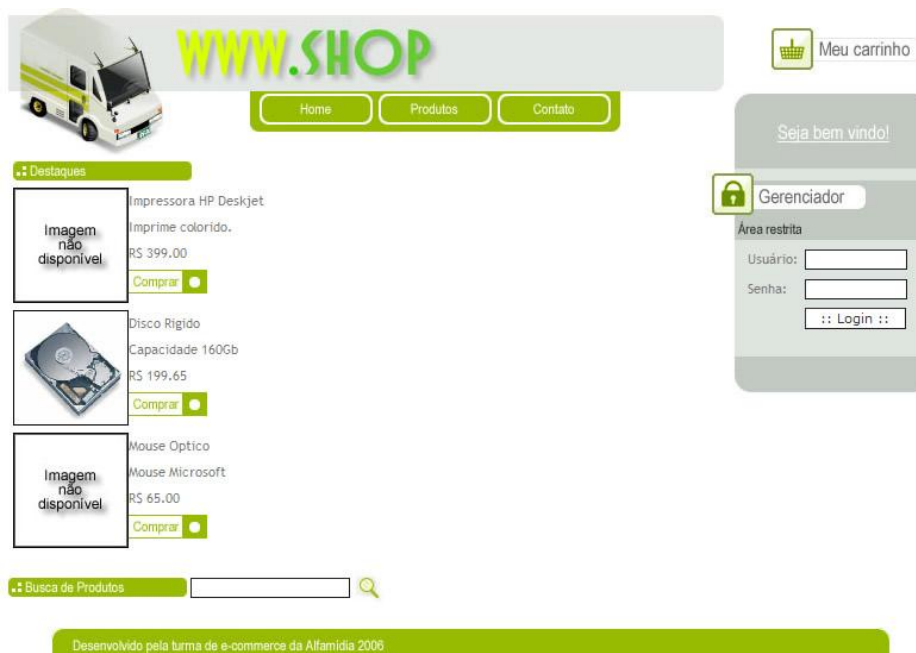 WWW.SHOP
Meu carrinho
Home
Produtos
Contato
Seja bem vindo!
.: Destaques
Gerenciador
Área restrita
Usuário:
Senha:
:: Login ::
Imagem
não
disponível
Impressora HP Deskjet
Imprime colorido.
R$ 399.00
Comprar
Disco Rigido
Capacidade 160Gb
R$ 199.65
Comprar
Imagem
não
disponível
Mouse Optico
Mouse Microsoft
R$ 65.00
Comprar
.: Busca de Produtos
Desenvolvido pela turma de e-commerce da Alfamídia 2006